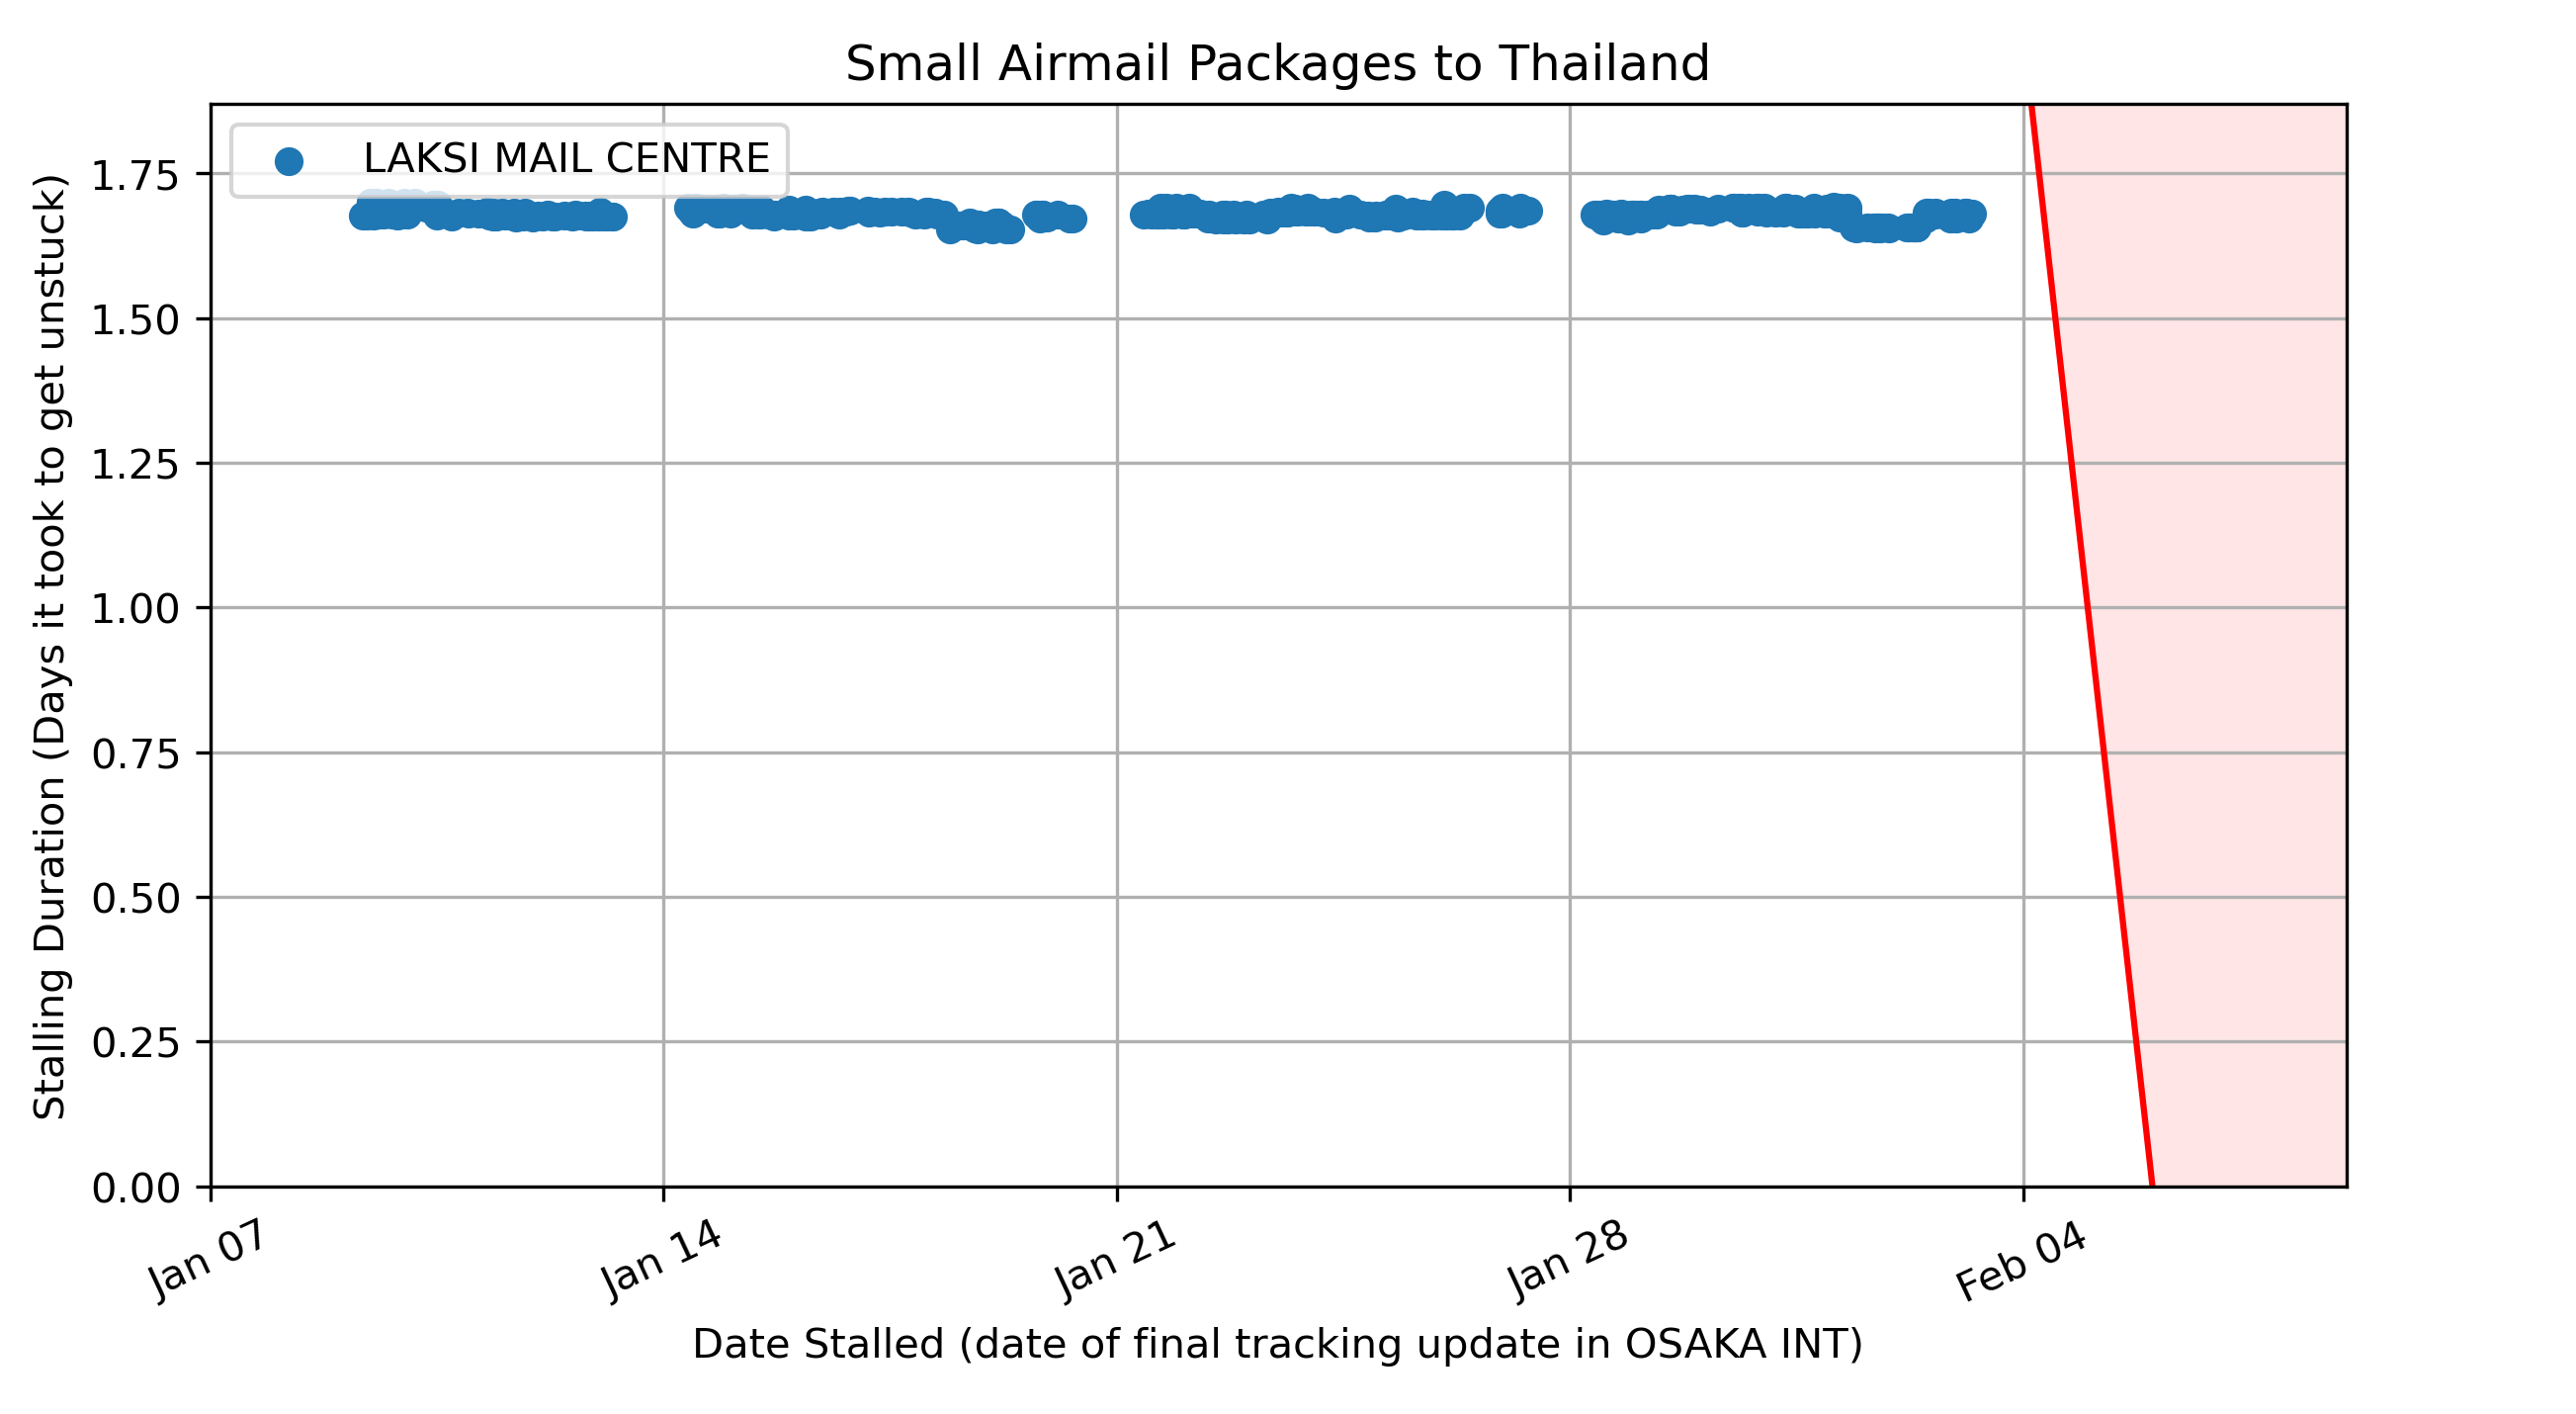 Small Airmail Packages to Thailand
LAKSI MAIL CENTRE
Stalling Duration (Days it took to get unstuck)
1.75
1.50
1.25
1.00
0.75
0.50
0.25
0.00
Jan 07
Jan 14
Jan 21
Jan 28
Feb 04
Date Stalled (date of final tracking update in OSAKA INT)